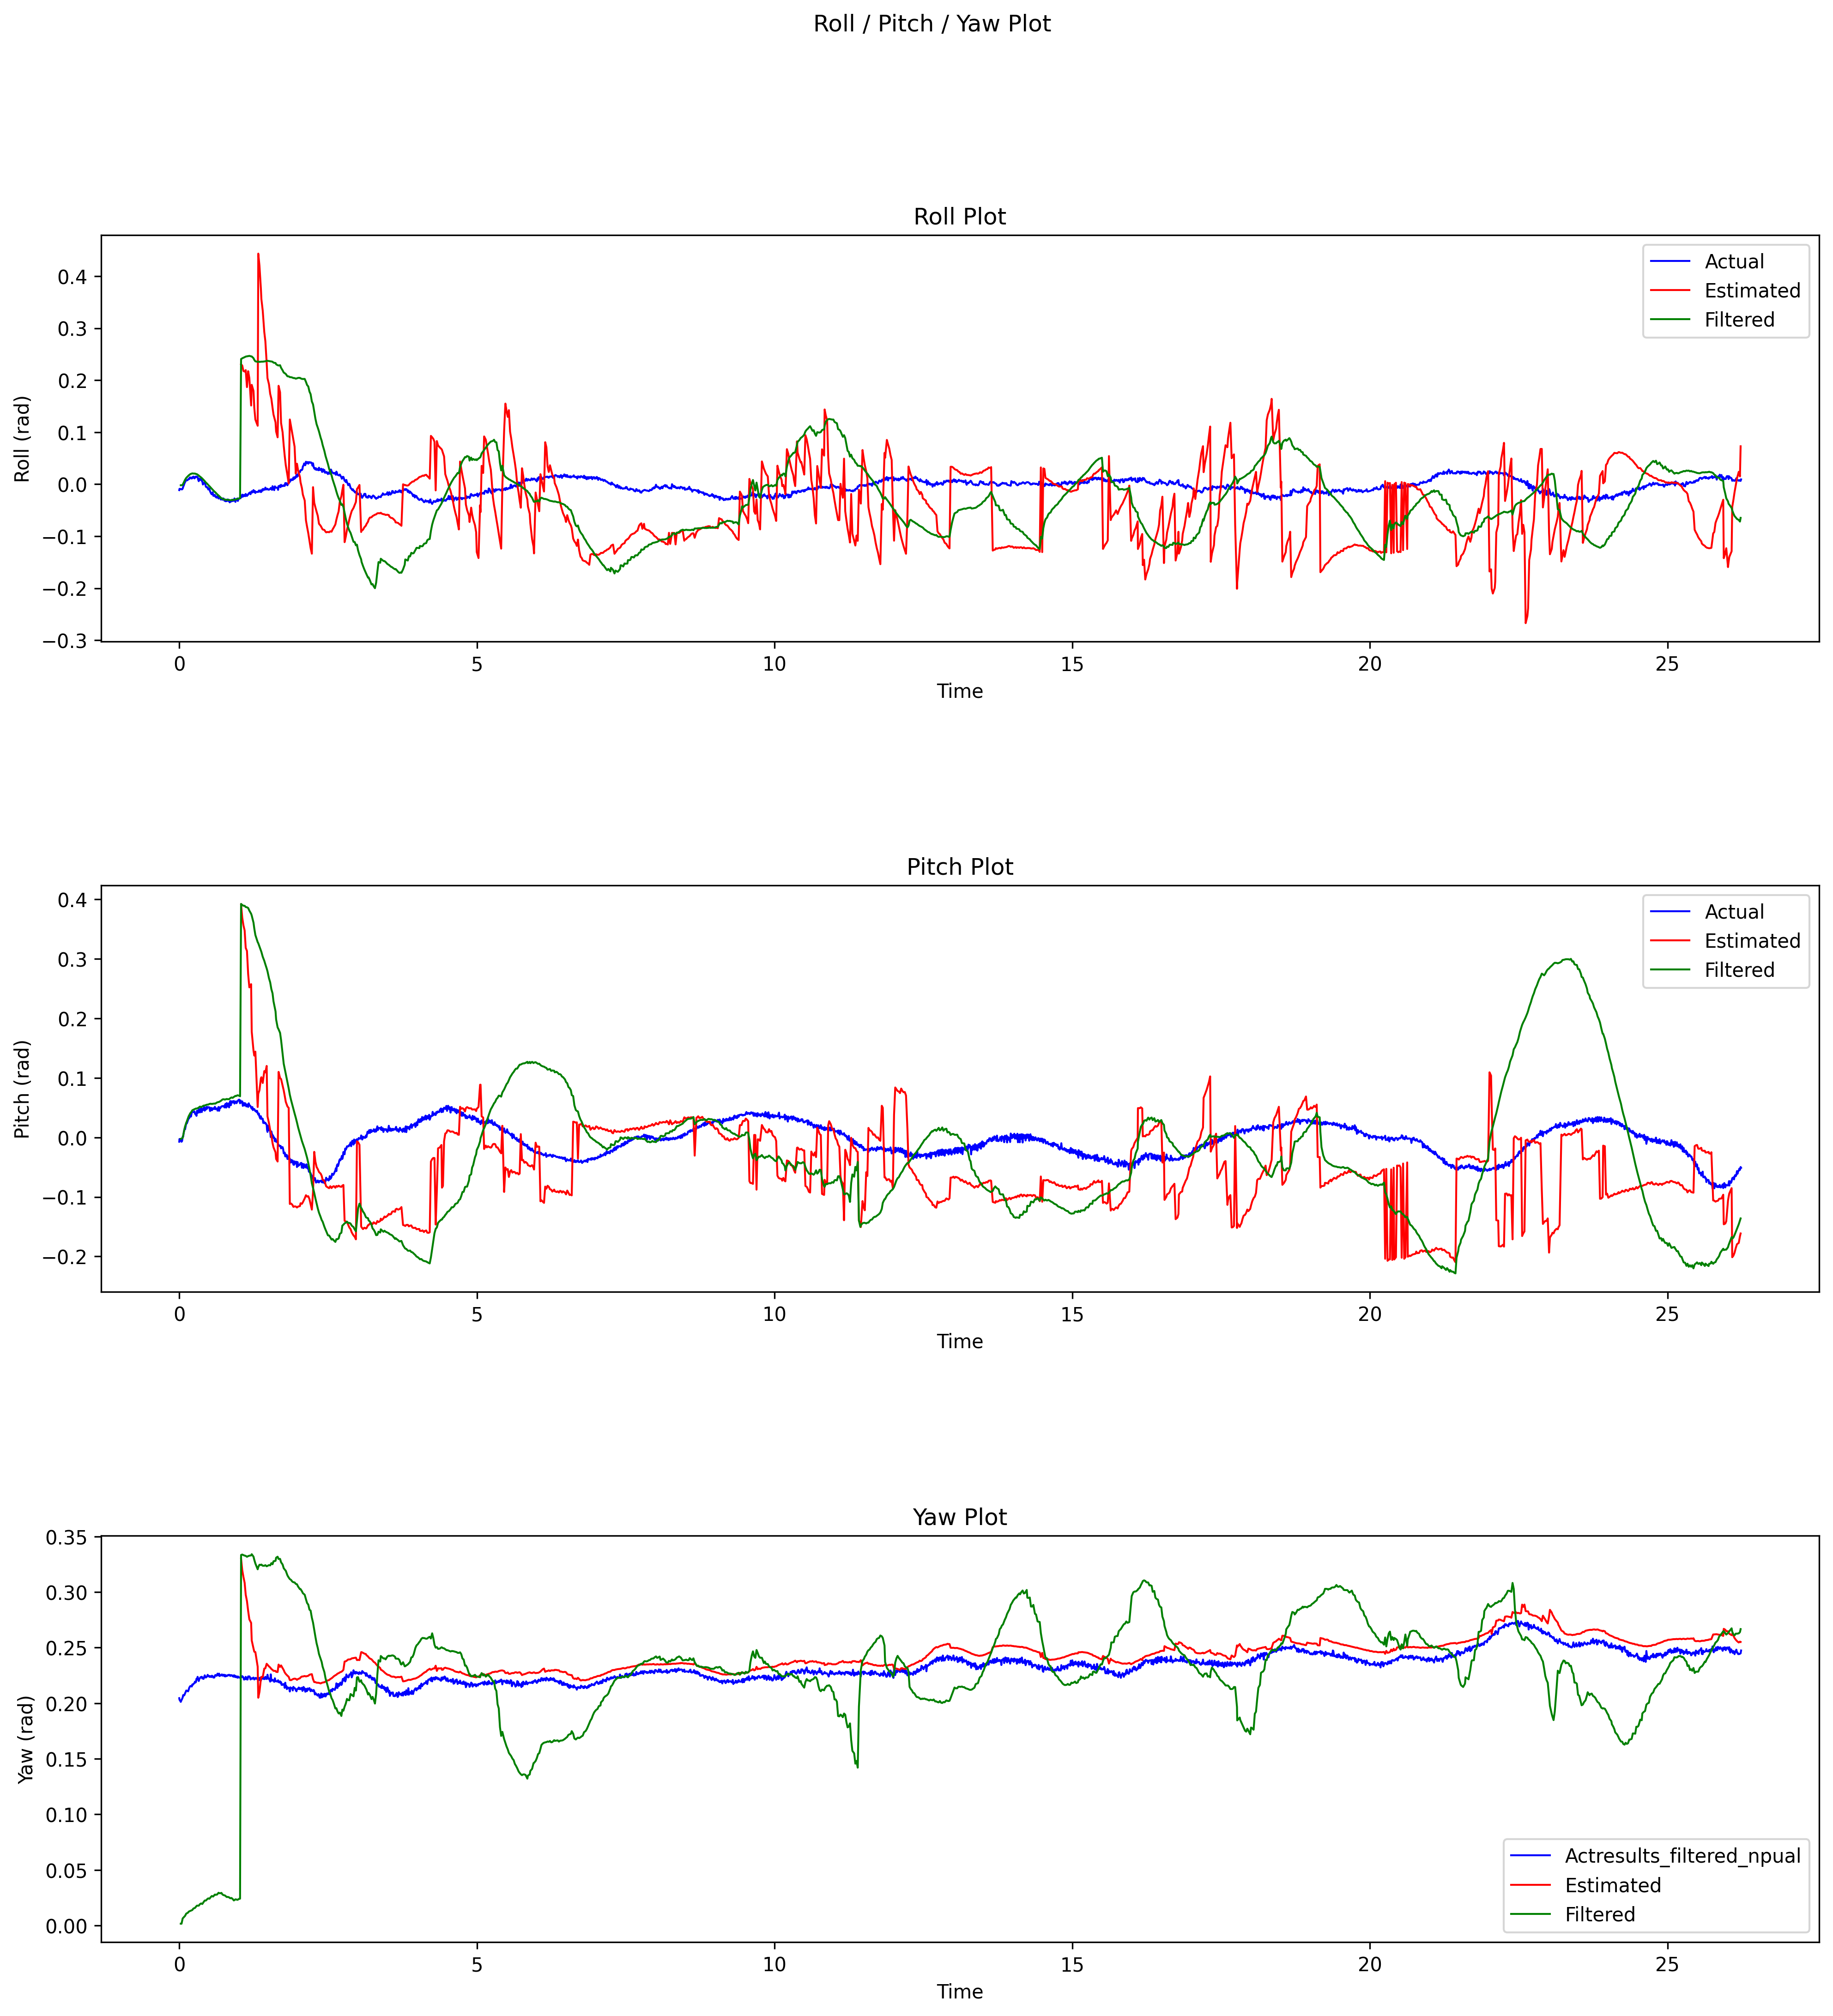 Roll / Pitch / Yaw Plot
Roll Plot
Roll (rad)
0.4
0.3
0.2
0.1
0.0
−0.1
−0.2
−0.3
Actual
Estimated
Filtered
0 5 10 15 20 25
Time
Pitch Plot
Pitch (rad)
0.4
0.3
0.2
0.1
0.0
−0.1
−0.2
Actual
Estimated
Filtered
0 5 10 15 20 25
Time
Yaw Plot
Yaw (rad)
0.35
0.30
0.25
0.20
0.15
0.10
0.05
0.00
Actresults_filtered_npual
Estimated
Filtered
0 5 10 15 20 25
Time